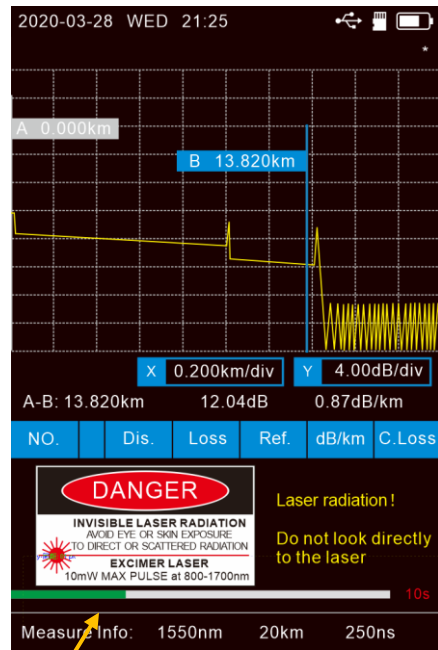 2020-03-28 WED 21:25
*
A 0.000km
B 13.820km
X 0.200km/div Y 4.00dB/div
A-B: 13.820km 12.04dB 0.87dB/km
NO. Dis. Loss Ref. dB/km C.Loss
DANGER
INVISIBLE LASER RADIATION
AVOID EYE OR SKIN EXPOSURE
TO DIRECT OR SCATTERED RADIATION
EXCIMER LASER
10mW MAX PULSE at 800-1700nm
Laser radiation !
Do not look directly
to the laser
10s
Measure Info: 1550nm 20km 250ns